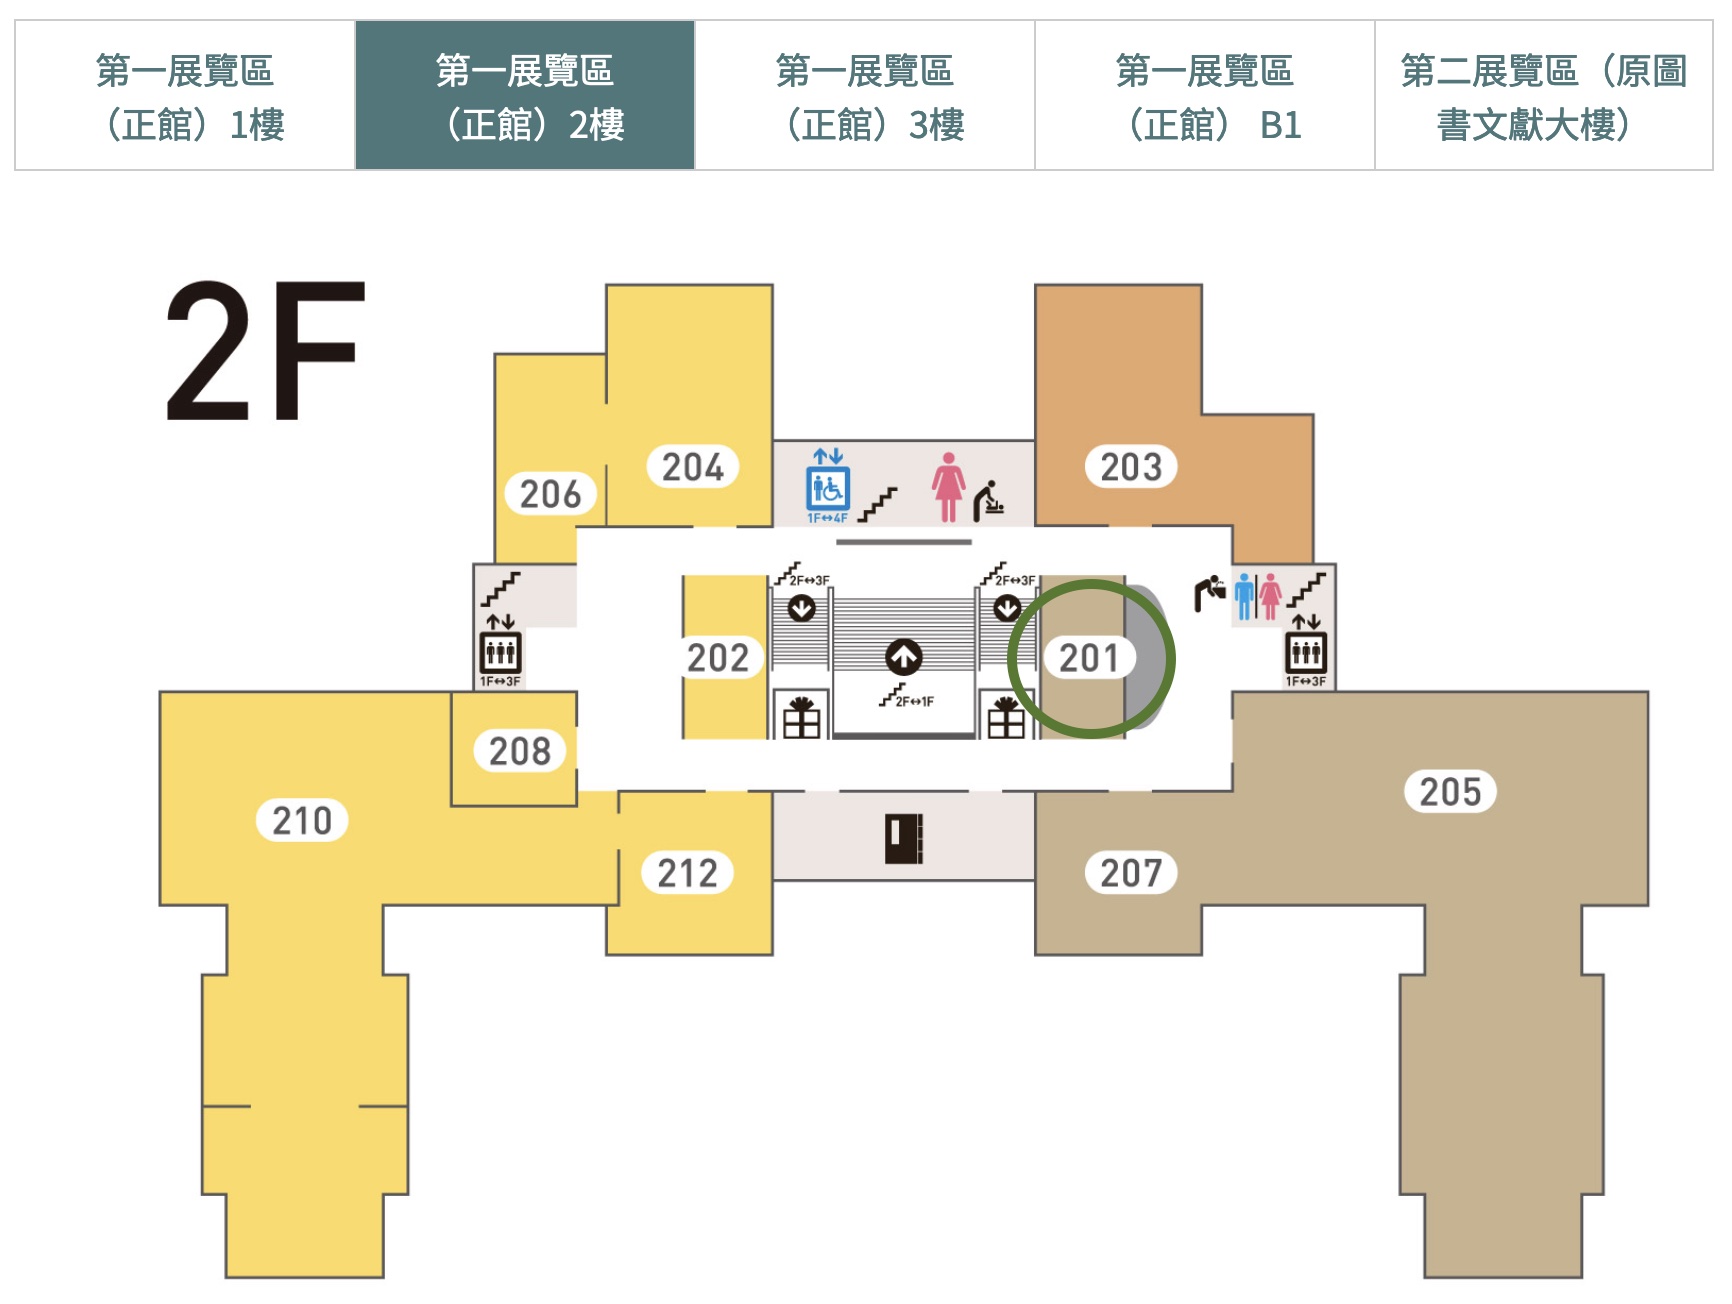 第一展覽區
（正館）1樓
第一展覽區
（正館）2樓
第一展覽區
（正館）3樓
第一展覽區
（正館） B1
第二展覽區（原圖
書文獻大樓）
2F
204
203
206
1F↔4F
2F↔3F
2F↔3F
202
201
1F↔3F
1F↔3F
2F↔1F
208
210
205
212
207